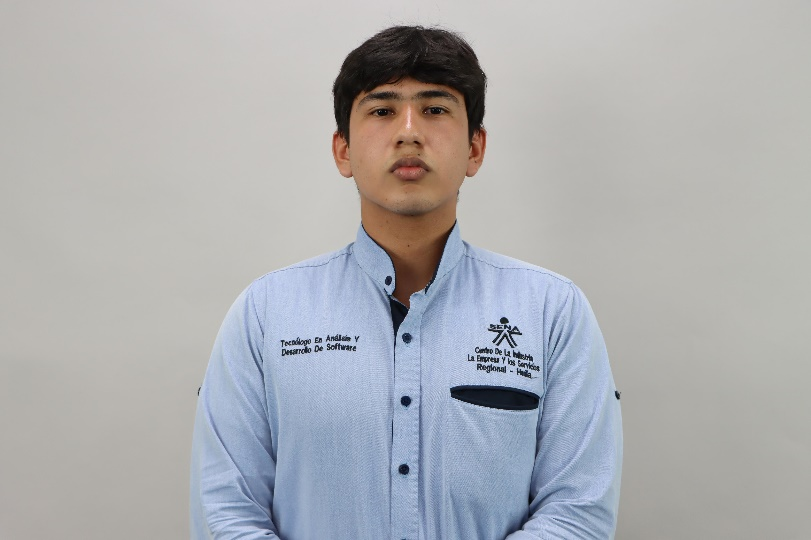 Tecnólogo En Análisis Y
Desarrollo De Software
SENA
Centro De La Industria
La Empresa Y los Servicios
Regional - Huila